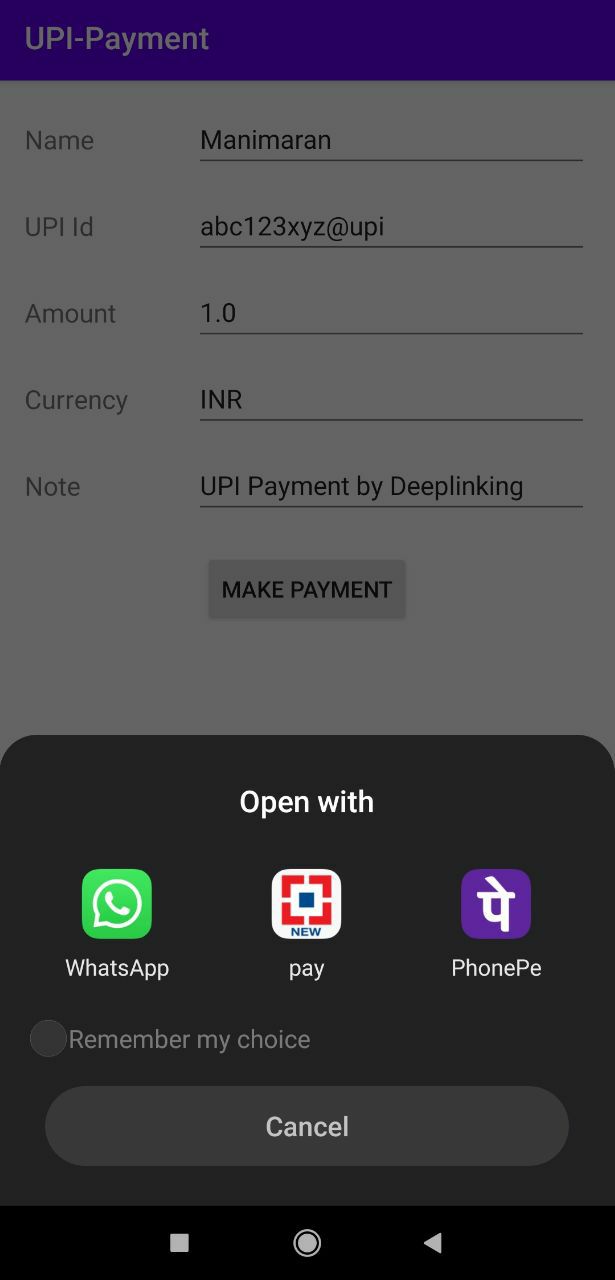 UPI-Payment
Name Manimaran
UPI Id abc123xyz@upi
Amount 1.0
Currency INR
Note UPI Payment by Deeplinking
MAKE PAYMENT
Open with
पे
NEW
WhatsApp pay PhonePe
Remember my choice
Cancel